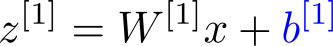 z^{[1]} = W^{[1]}x + b^{[1]}